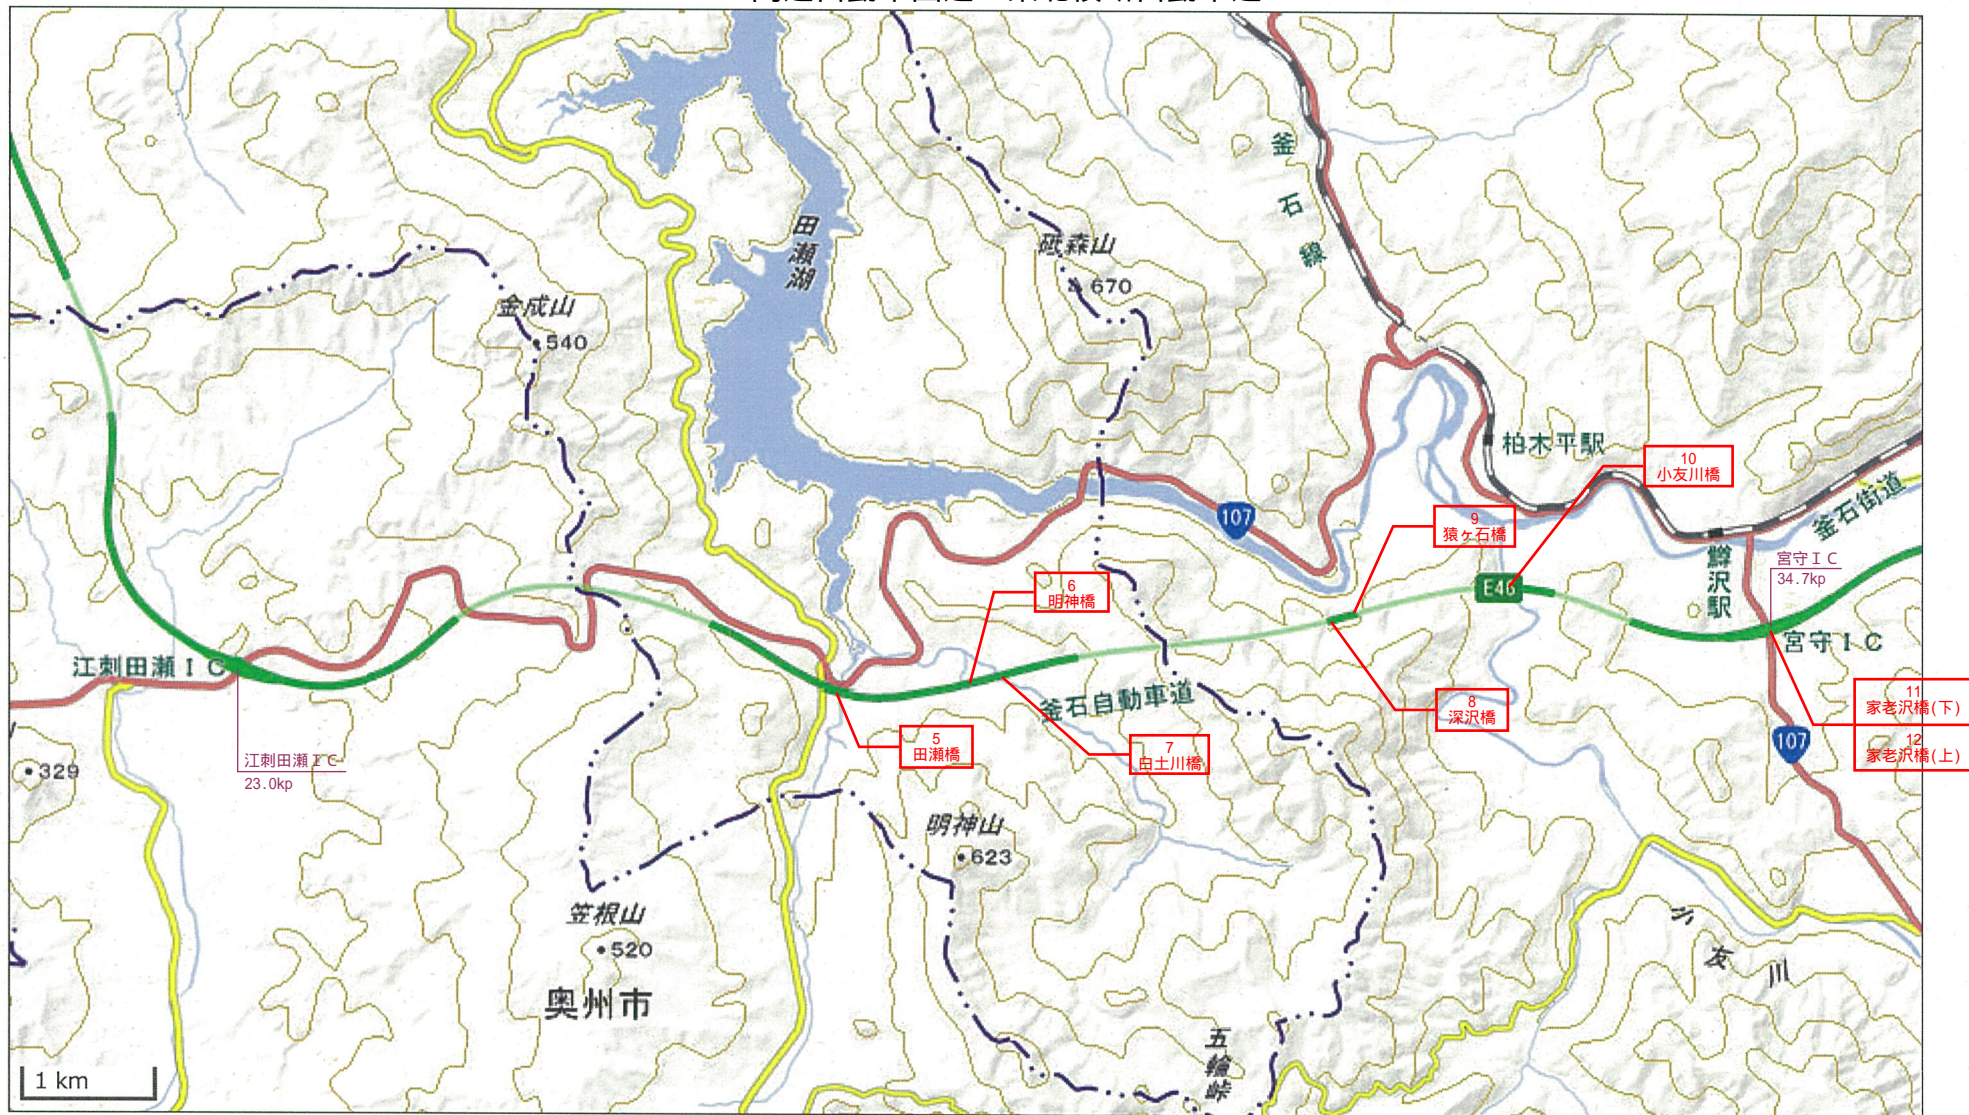 釜石線
田瀬湖
砥森山
670
金成山
540
柏木平駅
10
小友川橋
107
9
猿ヶ石橋
釜石街道
鱒沢駅
宮守IC
34.7kp
6
明神橋
E46
宮守IC
江刺田瀬IC
釜石自動車道
8
深沢橋
11
家老沢橋(下)
12
家老沢橋(上)
107
5
田瀬橋
7
白土川橋
江刺田瀬IC
23.0kp
329
明神山
623
笠根山
520
奥州市
小友川
五輪峠
1 km